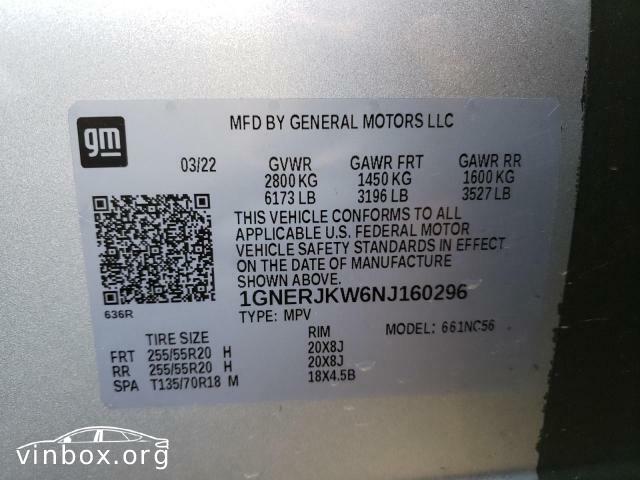 gm
MFD BY GENERAL MOTORS LLC
03/22 GVWR GAWR FRT GAWR RR
2800 KG 1450 KG 1600 KG
6173 LB 3196 LB 3527 LB
THIS VEHICLE CONFORMS TO ALL
APPLICABLE U.S. FEDERAL MOTOR
VEHICLE SAFETY STANDARDS IN EFFECT
ON THE DATE OF MANUFACTURE
SHOWN ABOVE.
1GNERJKW6NJ160296
636R
TYPE: MPV MODEL: 661NC56
TIRE SIZE RIM
FRT 255/55R20 H 20X8J
RR 255/55R20 H 20X8J
SPA T135/70R18 M 18X4.5B
vinbox.org